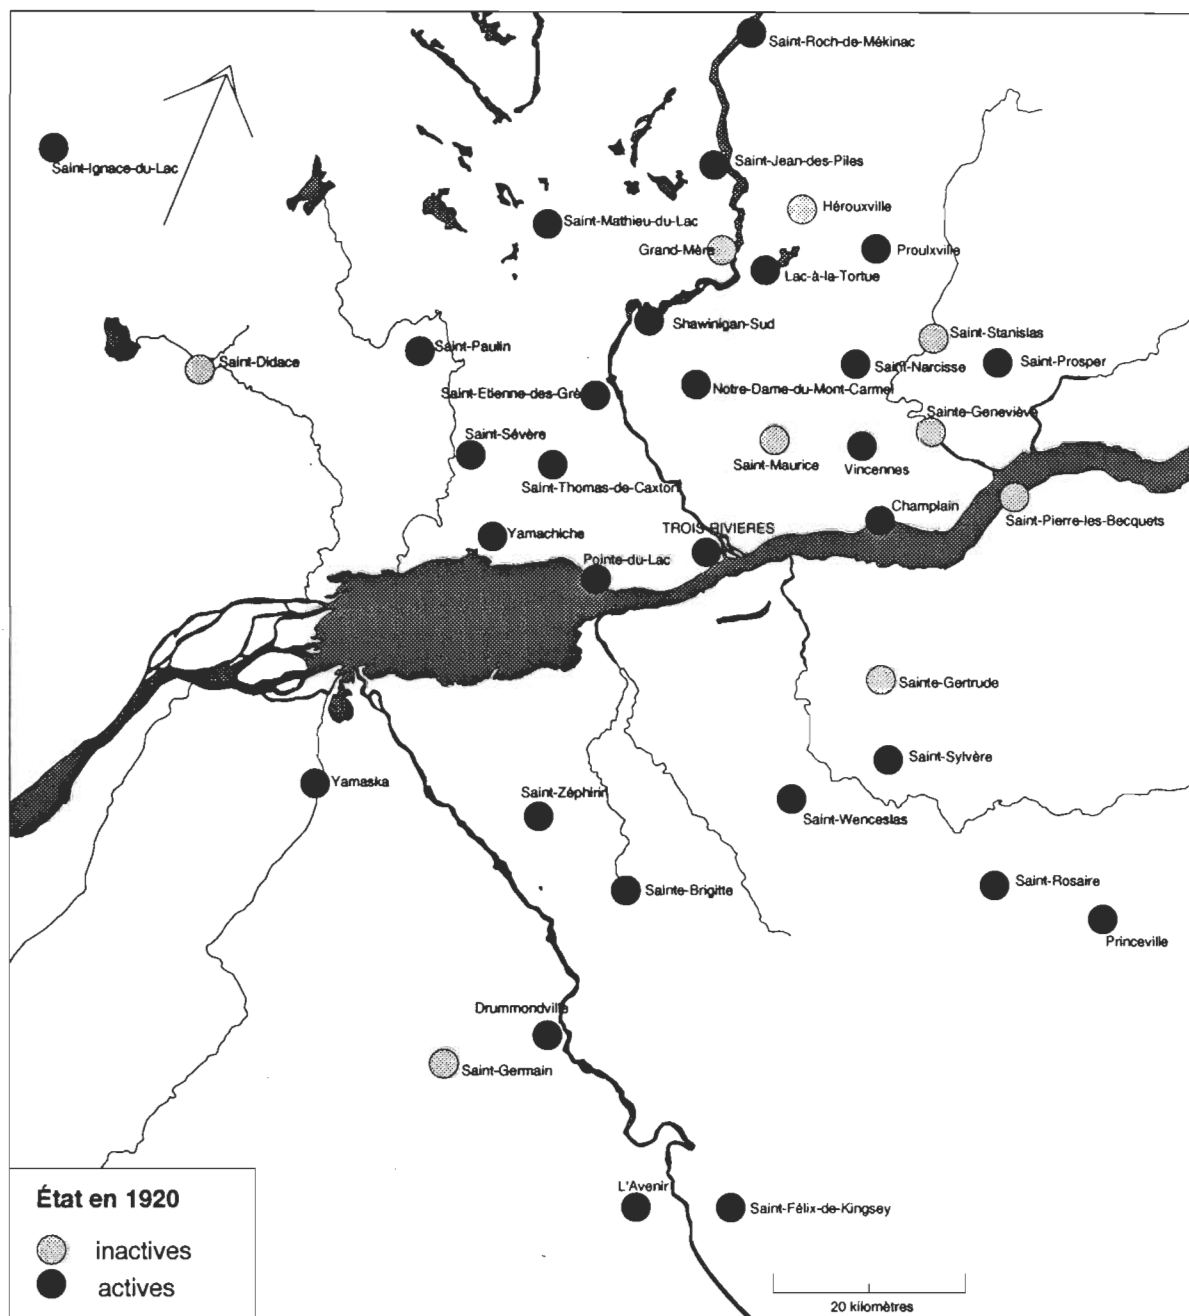 Saint-Roch-de-Mékinac
Saint-Ignace-du-Lac
Saint-Jean-des-Piles
Hérouxville
Saint-Mathieu-du-Lac
Grand-Mère
Proulxville
Lac-à-la-Tortue
Shawinigan-Sud
Saint-Stanislas
Saint-Paulin
Saint-Didace
Saint-Narcisse
Saint-Prosper
Saint-Etienne-des-Grè
Notre-Dame-du-Mont-Carmel
Sainte-Geneviève
Saint-Sévère
Saint-Maurice
Vincennes
Saint-Thomas-de-Caxton
Champlain
Saint-Pierre-les-Becquets
Yamachiche
TROIS-RIVIERES
Pointe-du-Lac
Sainte-Gertrude
Saint-Sylvère
Yamaska
Saint-Zéphirin
Saint-Wenceslas
Sainte-Brigitte
Saint-Rosaire
Princeville
Drummondville
Saint-Germain
L'Avenir
Saint-Félix-de-Kingsey
État en 1920
inactives
actives
20 kilomètres